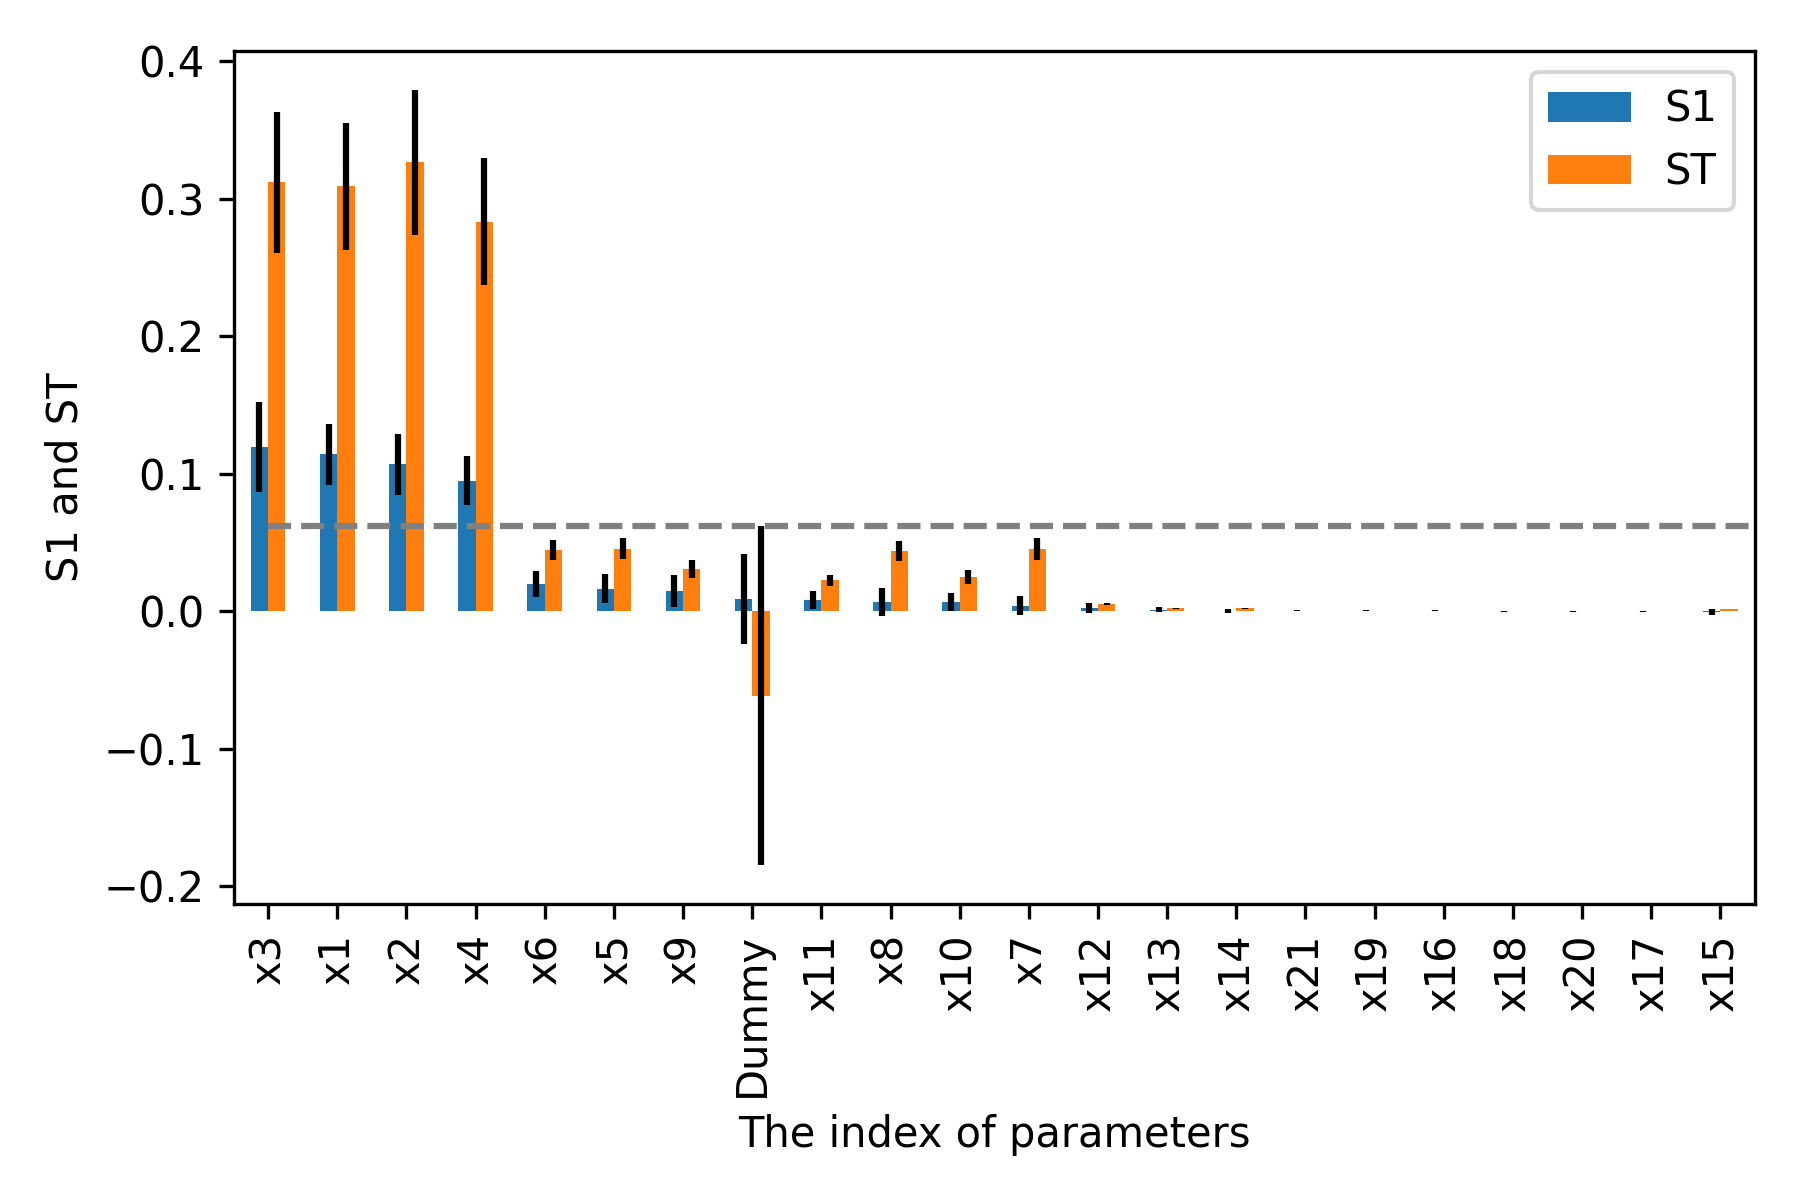 0.4
0.3
0.2
0.1
0.0
−0.1
−0.2
S1 and ST
S1
ST
x3
x1
x2
x4
x6
x5
x9
Dummy
x11
x8
x10
x7
x12
x13
x14
x21
x19
x16
x18
x20
x17
x15
The index of parameters